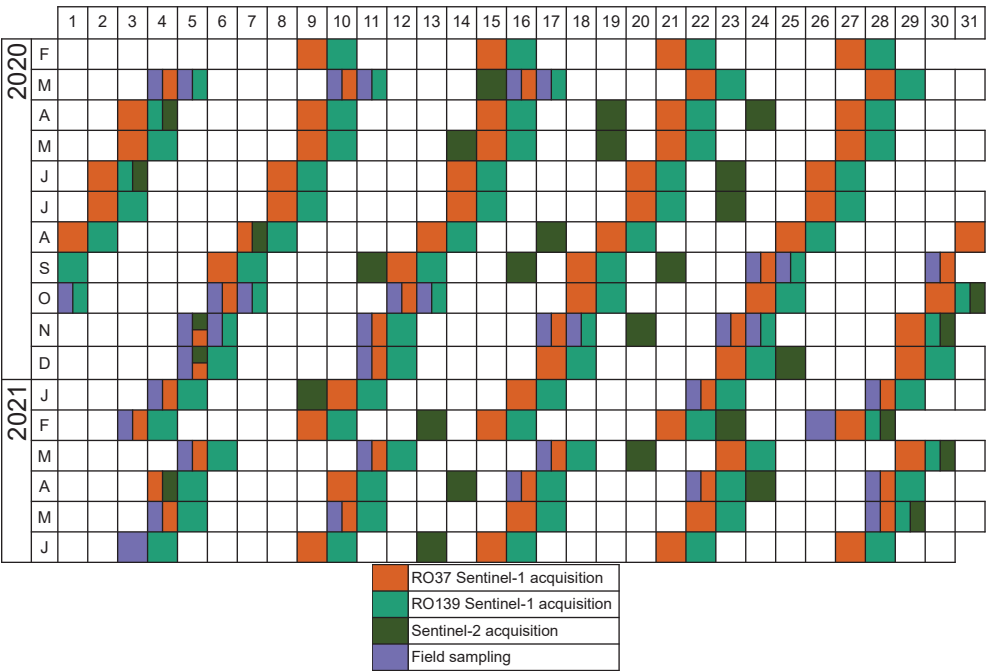 1 2 3 4 5 6 7 8 9 10 11 12 13 14 15 16 17 18 19 20 21 22 23 24 25 26 27 28 29 30 31
2020
F
M
A
M
J
J
A
S
O
N
D
2021
J
F
M
A
M
J
RO37 Sentinel-1 acquisition
RO139 Sentinel-1 acquisition
Sentinel-2 acquisition
Field sampling